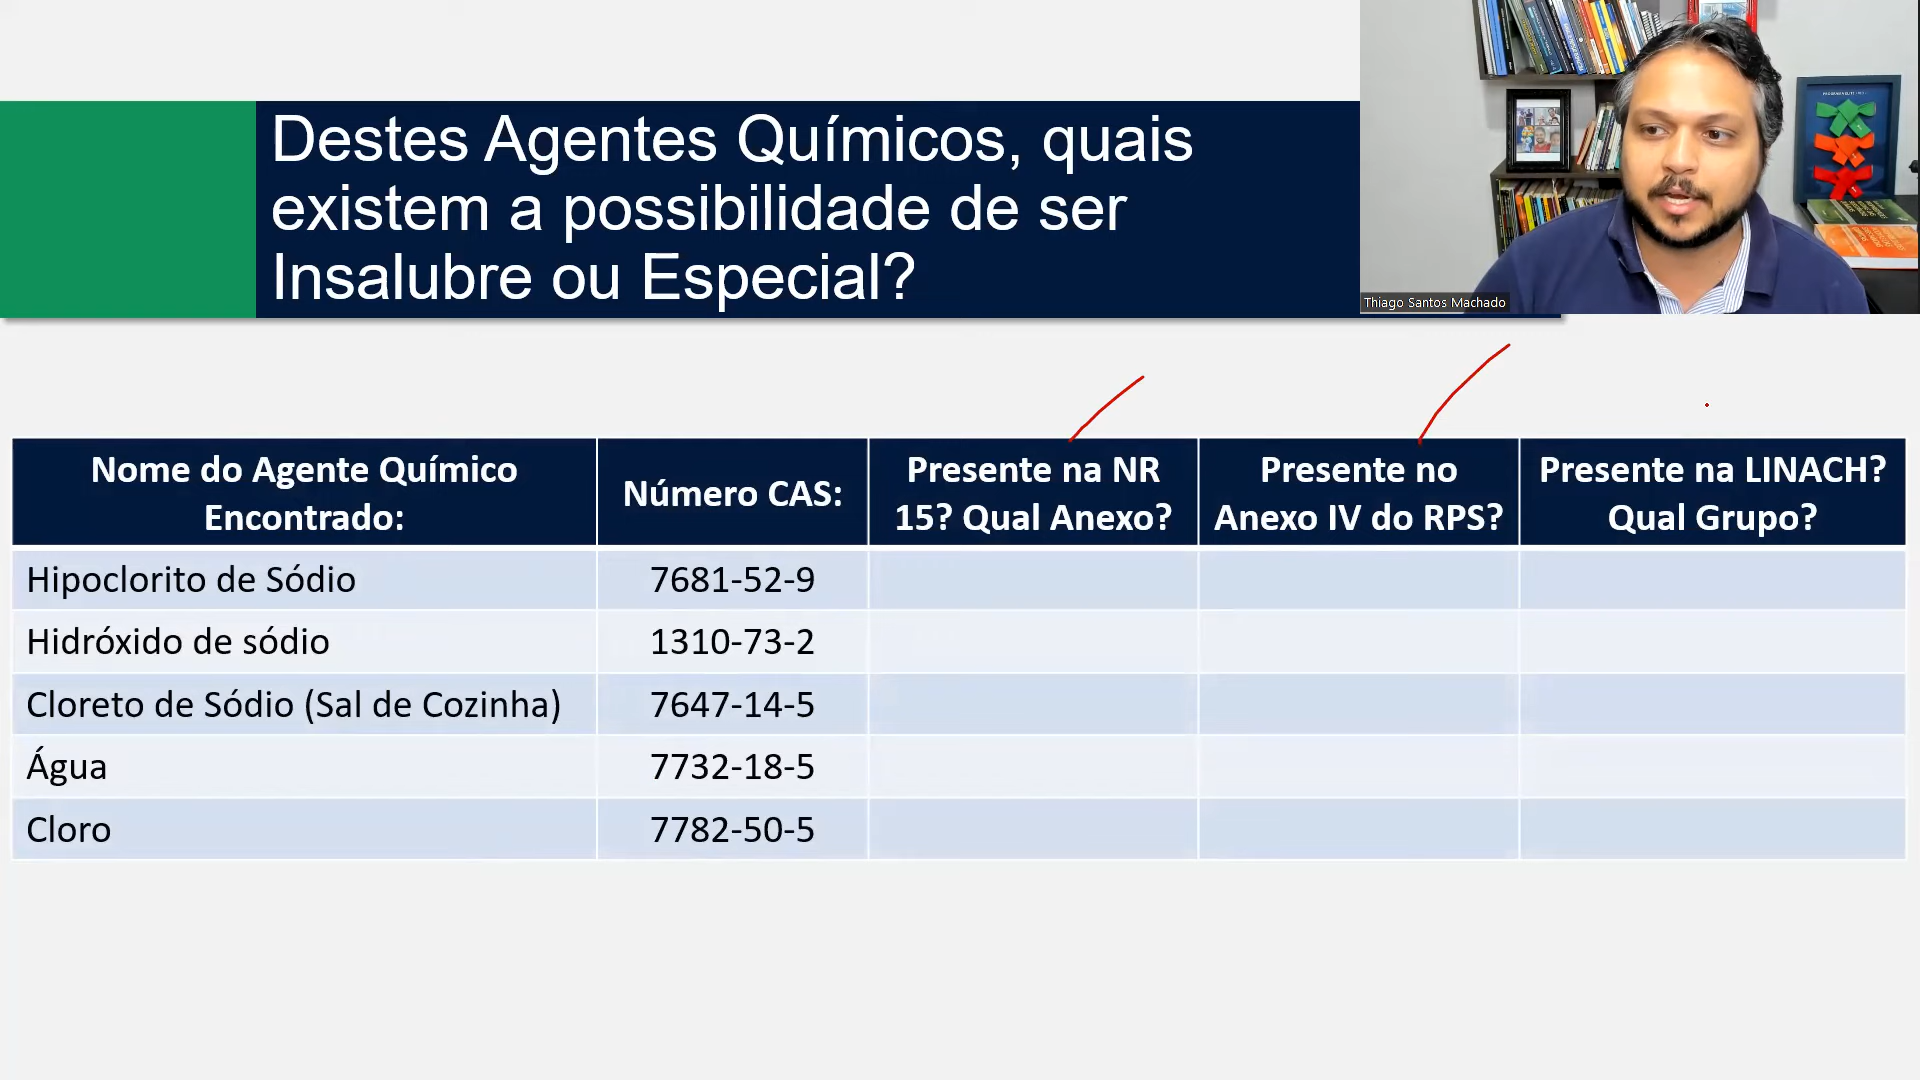 Destes Agentes Químicos, quais
existem a possibilidade de ser
Insalubre ou Especial?
Thiago Santos Machado
Nome do Agente Químico
Encontrado:
Número CAS:
Presente na NR
15? Qual Anexo?
Presente no
Anexo IV do RPS?
Presente na LINACH?
Qual Grupo?
Hipoclorito de Sódio
7681-52-9
Hidróxido de sódio
1310-73-2
Cloreto de Sódio (Sal de Cozinha)
7647-14-5
Água
7732-18-5
Cloro
7782-50-5